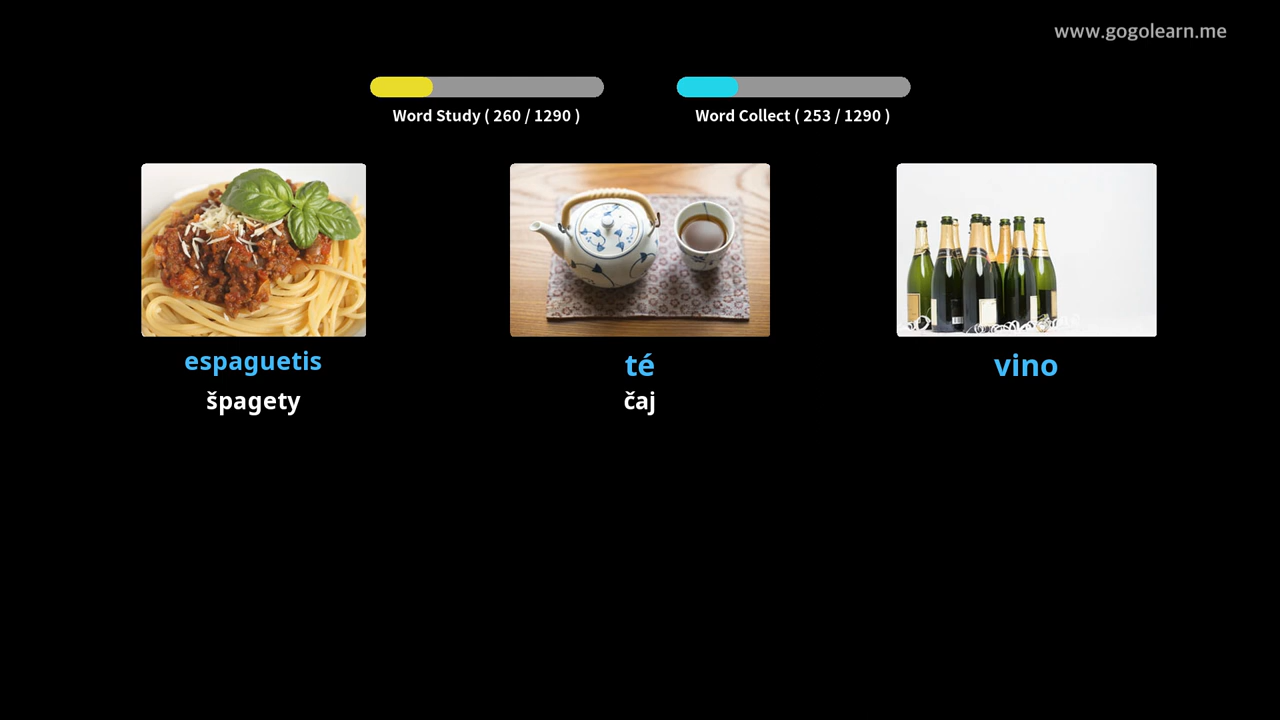 www.gogolearn.me
Word Study ( 260 / 1290 )
Word Collect ( 253 / 1290 )
espaguetis
té
vino
špagety
čaj